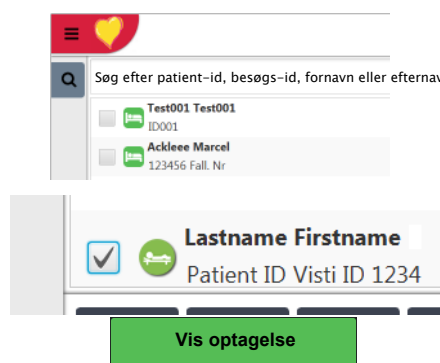 Søg efter patient-id, besøgs-id, fornavn eller efternav
Test001 Test001
ID001
Ackleee Marcel
123456 Fall. Nr
Lastname Firstname
Patient ID Visti ID 1234
Vis optagelse